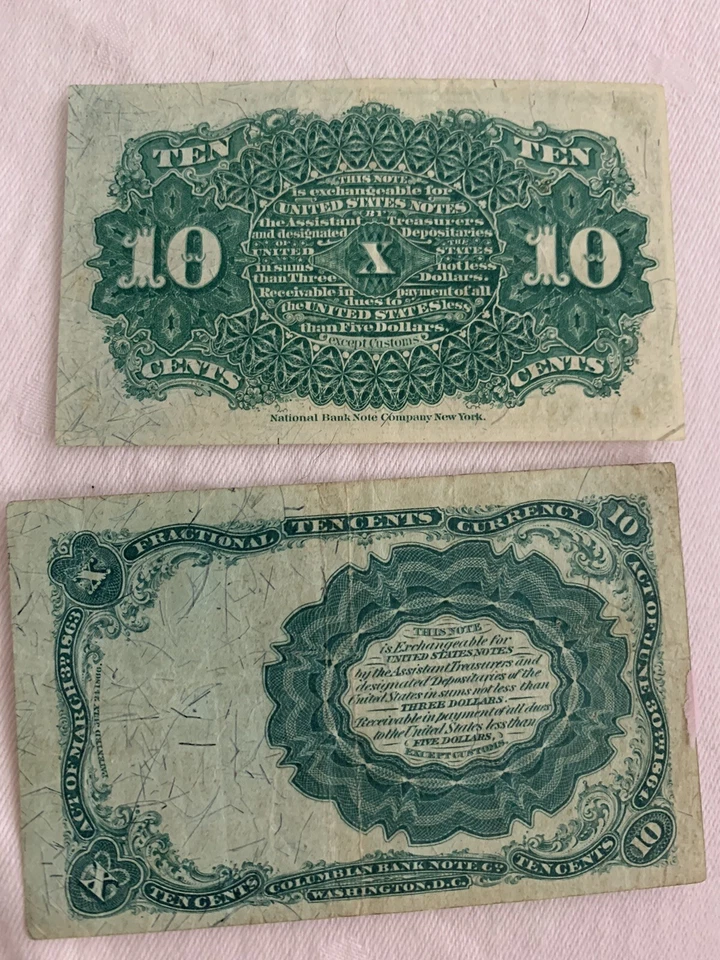 TEN TEN
THIS NOTE
is exchangeable for
UNITED STATES NOTES
BY
the Assistant Treasurers
and designated Depositaries
OF THE
UNITED STATES
10 X 10
in sums not less
than Three Dollars.
Receivable in payment of all
dues to
the UNITED STATES less
than Five Dollars.
except Customs
CENTS CENTS
National Bank Note Company New York.
FRACTIONAL TEN CENTS CURRENCY
X 10
ACT OF MARCH 3D 1863
ACT OF JUNE 30TH 1864
THIS NOTE
is Exchangeable for
UNITED STATES NOTES
by the Assistant Treasurers and
designated Depositaries of the
United States in sums not less than
THREE DOLLARS.
Receivable in payment of all dues
to the United States less than
FIVE DOLLARS,
EXCEPT CUSTOMS.
X 10
TEN CENTS COLUMBIAN BANK NOTE CO. TEN CENTS
WASHINGTON, D.C.